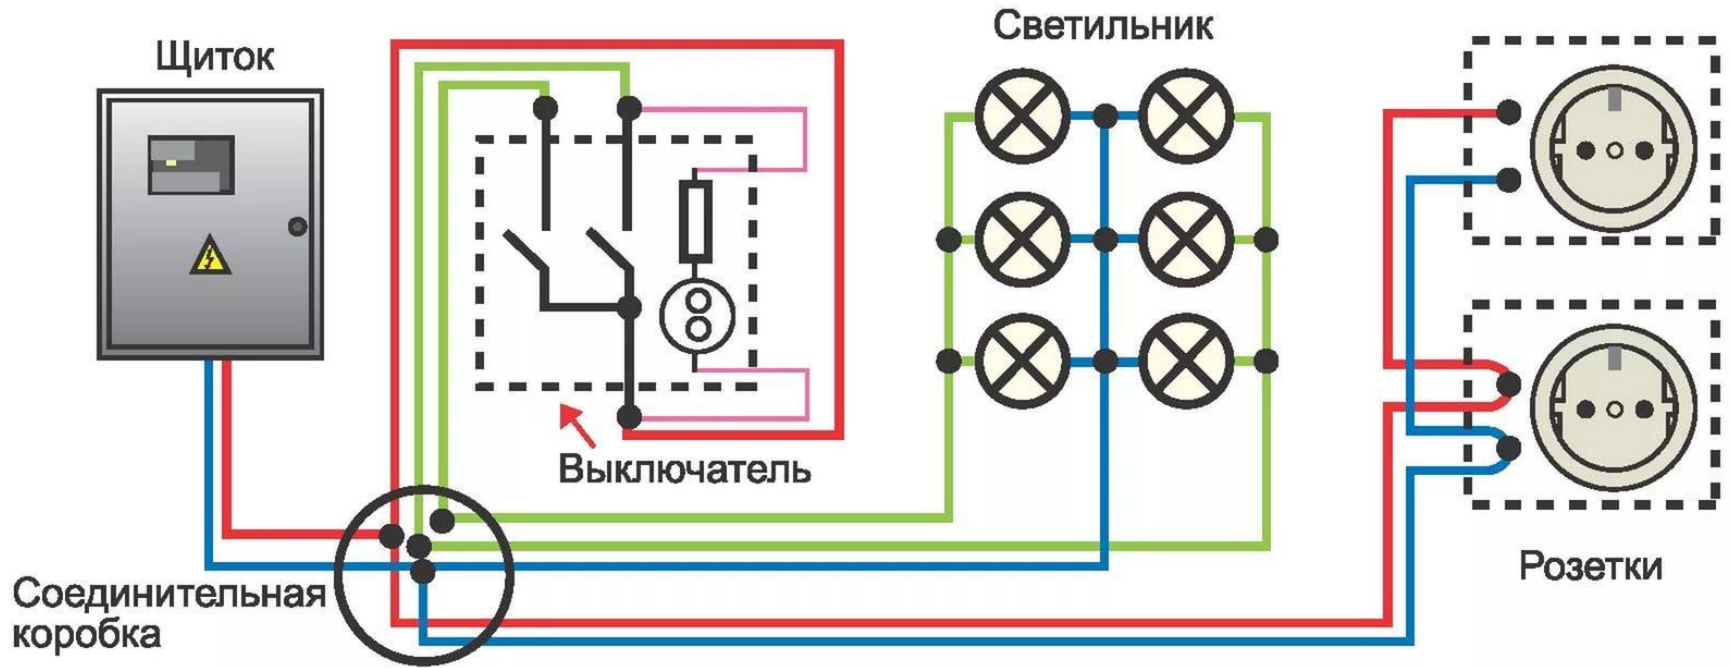 Щиток
Светильник
Выключатель
Соединительная
коробка
Розетки